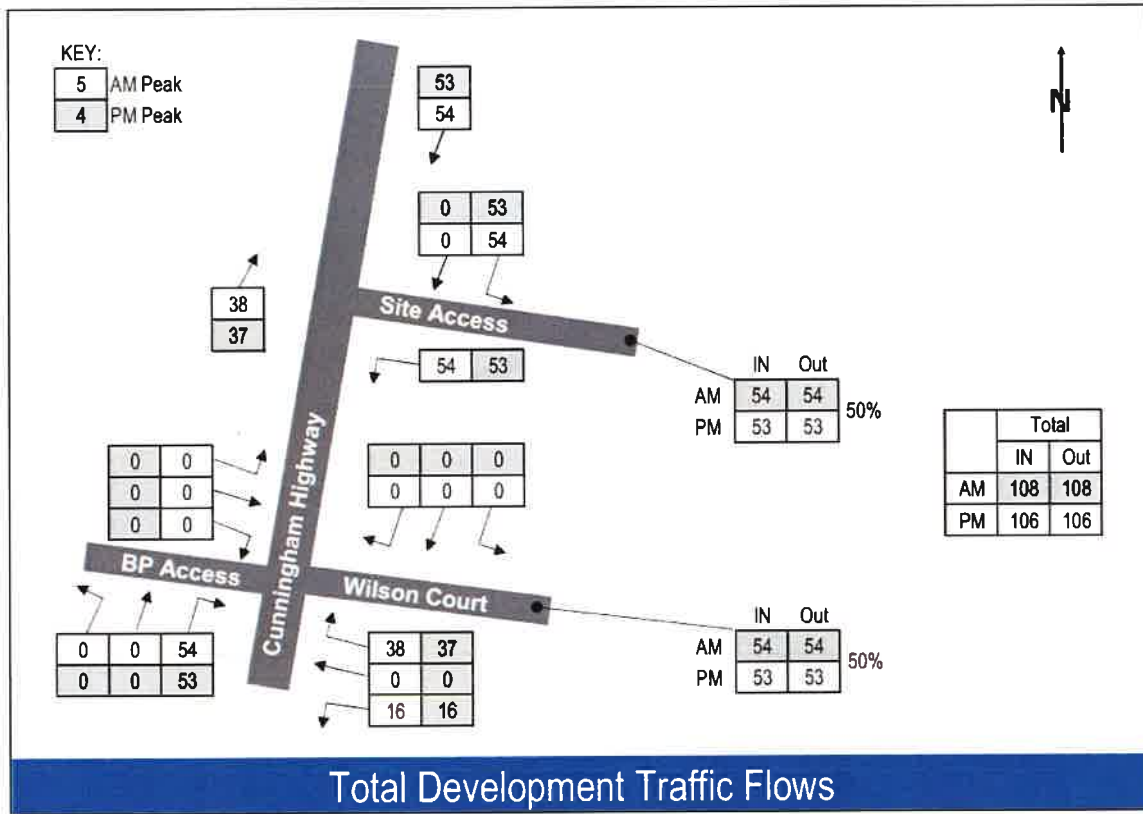 KEY:
5 AM Peak
4 PM Peak
N
53
54
0 53
0 54
38
37
Site Access
54 53
IN Out
AM 54 54
PM 53 53
50%
Total
IN Out
AM 108 108
PM 106 106
Cunningham Highway
0 0
0 0
0 0
0 0 0
0 0 0
BP Access
Wilson Court
0 0 54
0 0 53
38 37
0 0
16 16
IN Out
AM 54 54
PM 53 53
50%
Total Development Traffic Flows